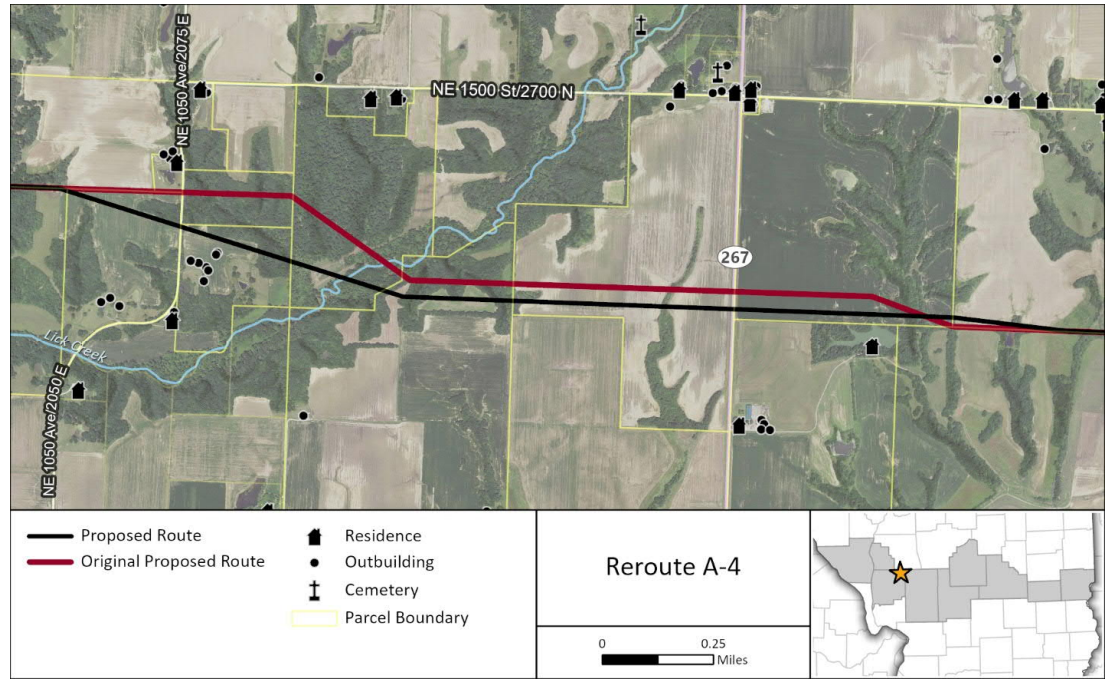 NE 1050 Ave/2075 E
NE 1500 St/2700 N
267
Lick Creek
NE 1050 Ave/2050 E
Proposed Route
Original Proposed Route
Residence
Outbuilding
Cemetery
Parcel Boundary
Reroute A-4
0 0.25
Miles